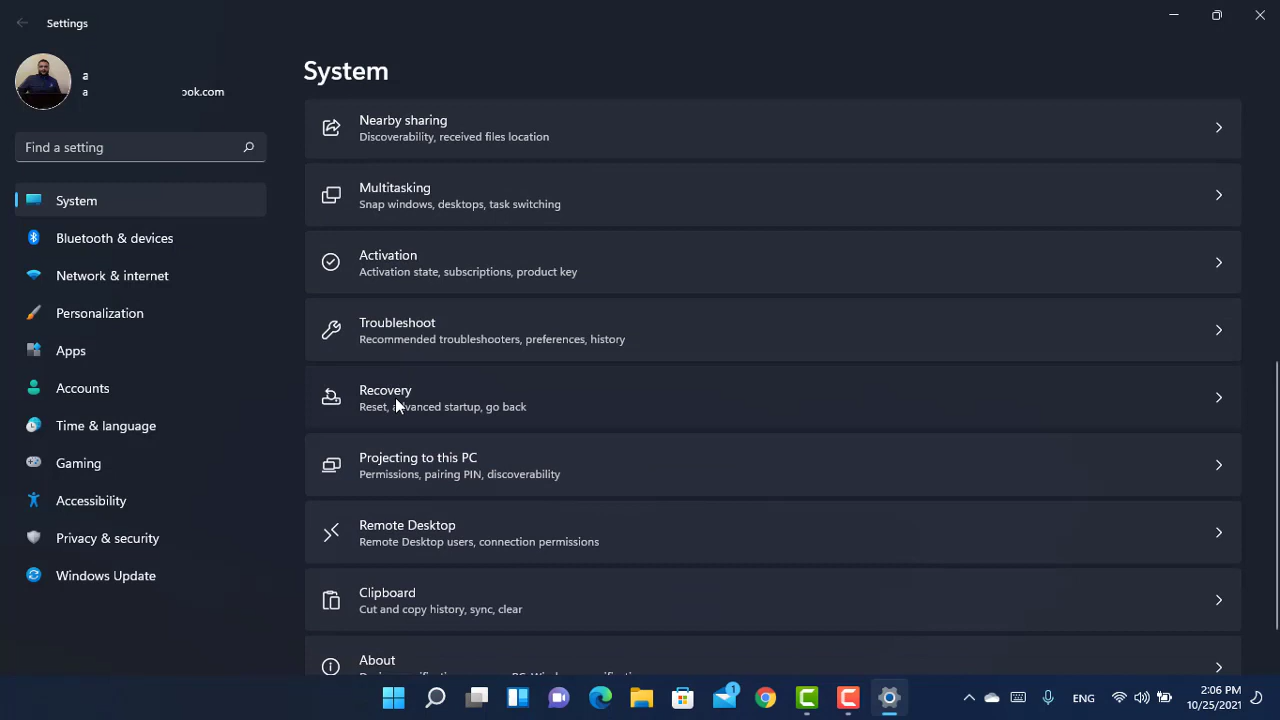 Settings
a
a ook.com
Find a setting
System
Bluetooth & devices
Network & internet
Personalization
Apps
Accounts
Time & language
Gaming
Accessibility
Privacy & security
Windows Update
System
Nearby sharing
Discoverability, received files location
Multitasking
Snap windows, desktops, task switching
Activation
Activation state, subscriptions, product key
Troubleshoot
Recommended troubleshooters, preferences, history
Recovery
Reset, advanced startup, go back
Projecting to this PC
Permissions, pairing PIN, discoverability
Remote Desktop
Remote Desktop users, connection permissions
Clipboard
Cut and copy history, sync, clear
About
1
ENG
2:06 PM
10/25/2021